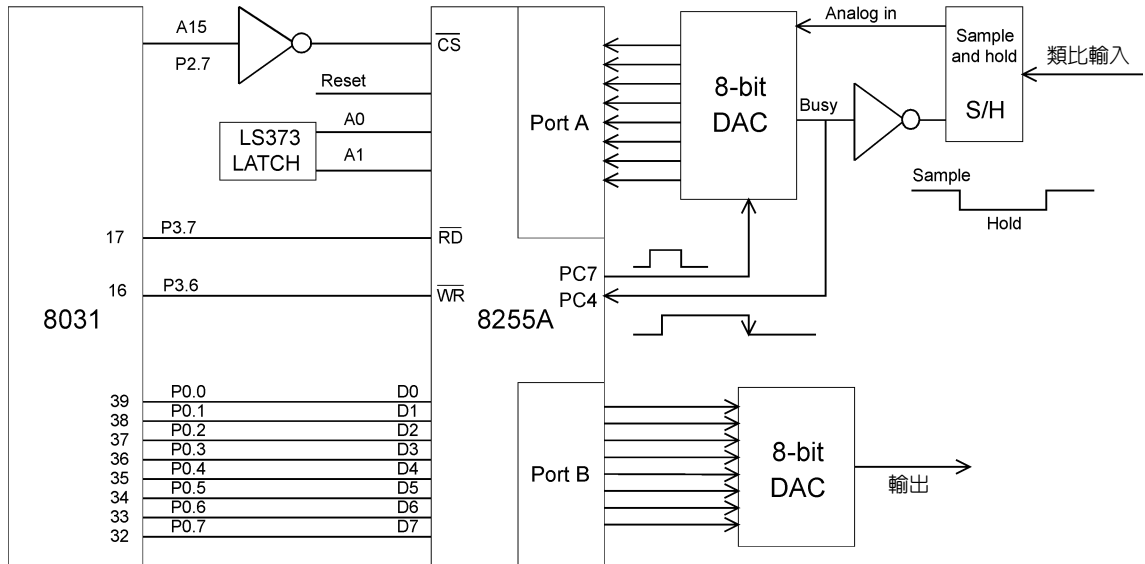 A15
P2.7
CS
Reset
A0
LS373
LATCH
A1
17
P3.7
RD
16
P3.6
WR
8031
8255A
Port A
8-bit
DAC
Analog in
Busy
Sample
and hold
S/H
類比輸入
Sample
Hold
PC7
PC4
39
P0.0
D0
38
P0.1
D1
37
P0.2
D2
36
P0.3
D3
35
P0.4
D4
34
P0.5
D5
33
P0.6
D6
32
P0.7
D7
Port B
8-bit
DAC
輸出